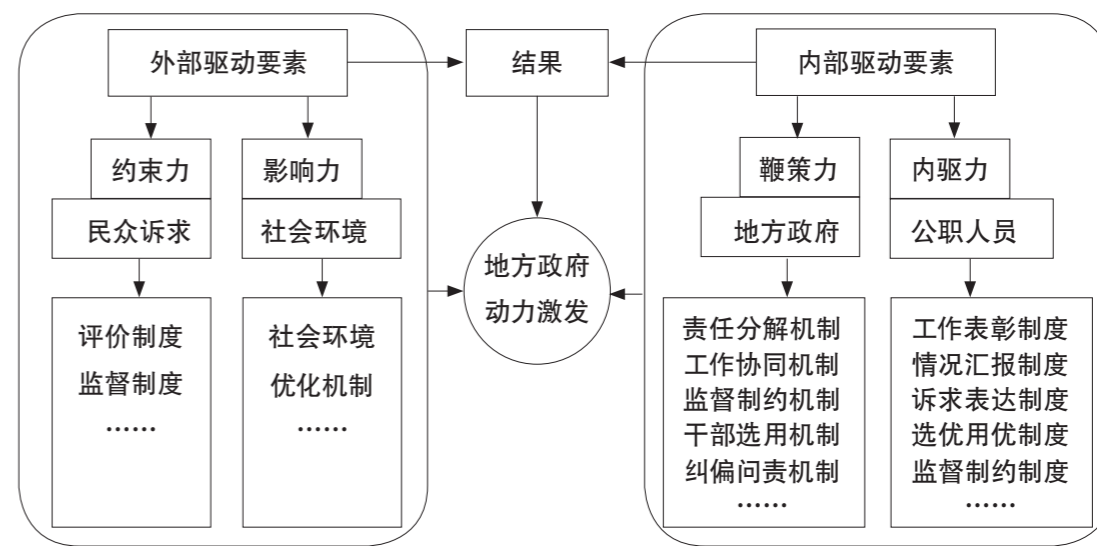 外部驱动要素
结果
内部驱动要素
约束力
影响力
鞭策力
内驱力
民众诉求
社会环境
地方政府
公职人员
地方政府
动力激发
评价制度
监督制度
……
社会环境
优化机制
……
责任分解机制
工作协同机制
监督制约机制
干部选用机制
纠偏问责机制
……
工作表彰制度
情况汇报制度
诉求表达制度
选优用优制度
监督制约制度
……